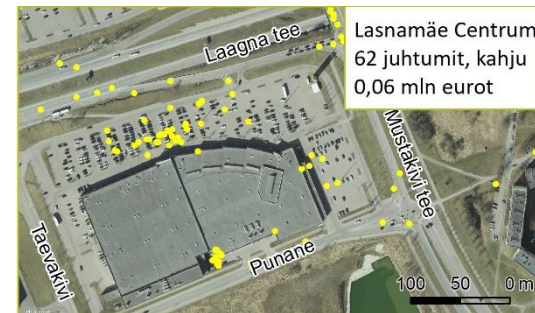 Lasnamäe Centrum
62 juhtumit, kahju
0,06 mln eurot
Laagna tee
Mustakivi tee
Taevakivi
Punane
100 50 0 m